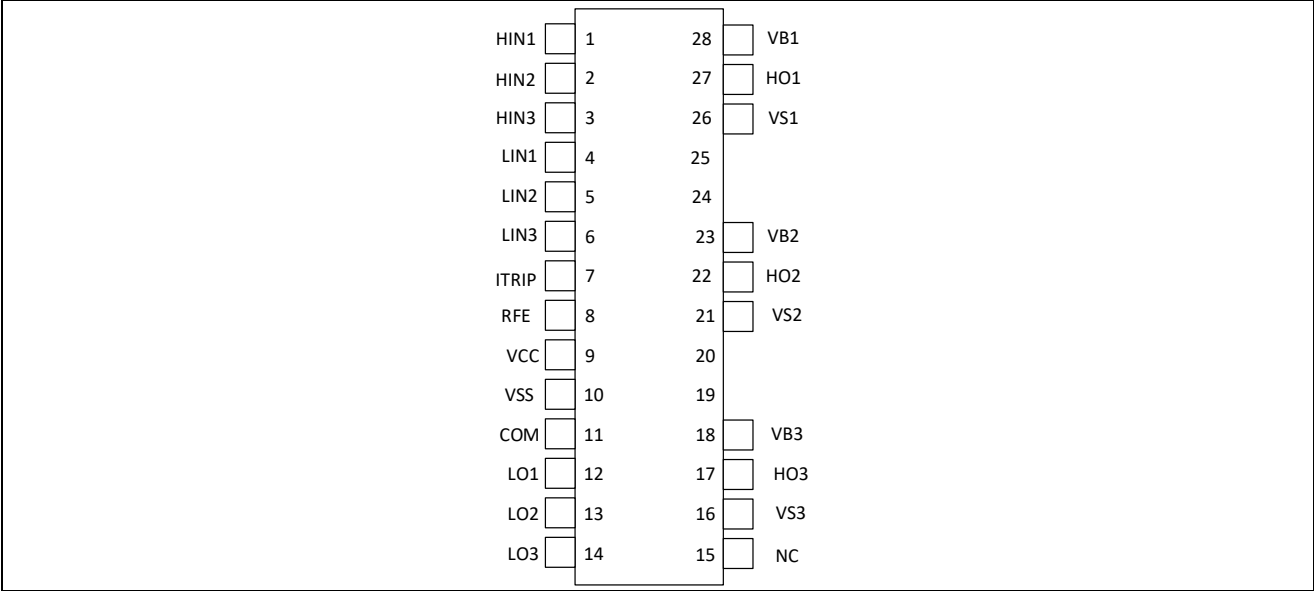 HIN1 1 28 VB1
HIN2 2 27 HO1
HIN3 3 26 VS1
LIN1 4 25
LIN2 5 24
LIN3 6 23 VB2
ITRIP 7 22 HO2
RFE 8 21 VS2
VCC 9 20
VSS 10 19
COM 11 18 VB3
LO1 12 17 HO3
LO2 13 16 VS3
LO3 14 15 NC